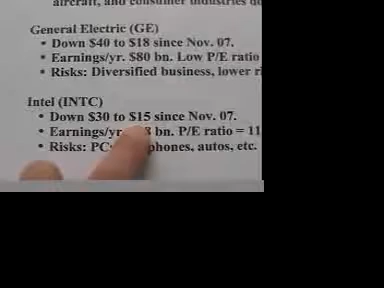 aircraft, and consumer industries
General Electric (GE)
• Down $40 to $18 since Nov. 07.
• Earnings/yr. $80 bn. Low P/E ratio
• Risks: Diversified business, lower
Intel (INTC)
• Down $30 to $15 since Nov. 07.
• Earnings/yr. bn. P/E ratio = 11
• Risks: phones, autos, etc.